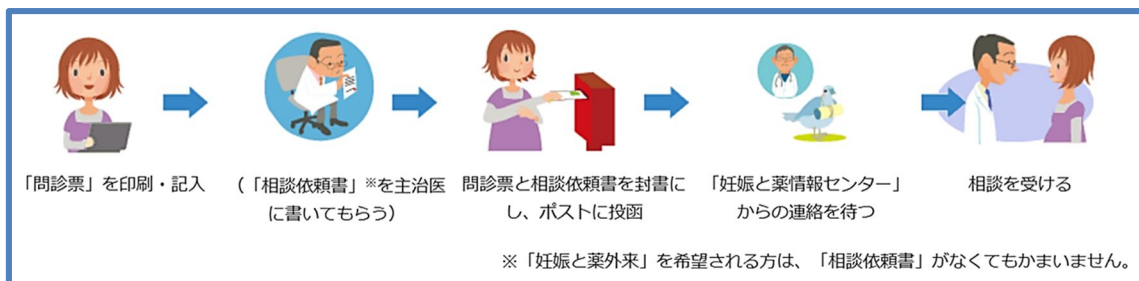 「問診票」を印刷・記入
(「相談依頼書」※を主治医
に書いてもらう)
問診票と相談依頼書を封書に
し、ポストに投函
「妊娠と薬情報センター」
からの連絡を待つ
相談を受ける
※「妊娠と薬外来」を希望される方は、「相談依頼書」がなくてもかまいません。